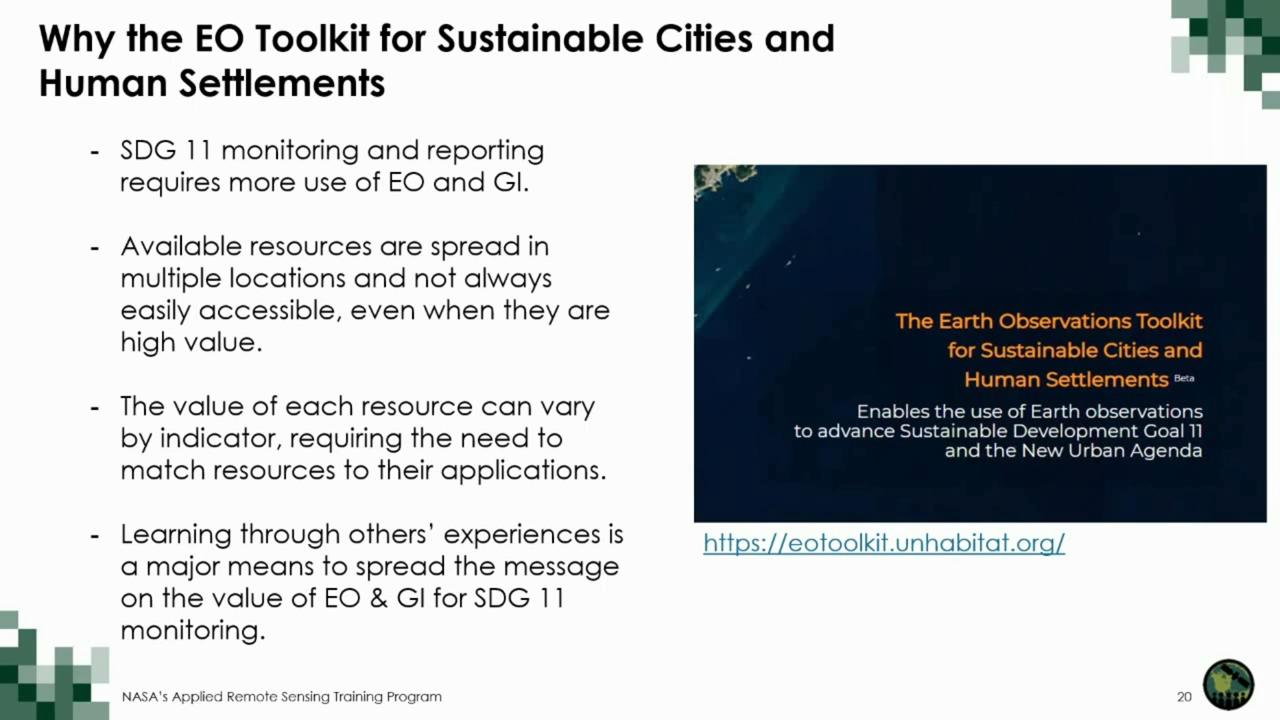 Why the EO Toolkit for Sustainable Cities and
Human Settlements
- SDG 11 monitoring and reporting
requires more use of EO and GI.
- Available resources are spread in
multiple locations and not always
easily accessible, even when they are
high value.
- The value of each resource can vary
by indicator, requiring the need to
match resources to their applications.
- Learning through others’ experiences is
a major means to spread the message
on the value of EO & GI for SDG 11
monitoring.
The Earth Observations Toolkit
for Sustainable Cities and
Human Settlements Beta
Enables the use of Earth observations
to advance Sustainable Development Goal 11
and the New Urban Agenda
https://eotoolkit.unhabitat.org/
NASA’s Applied Remote Sensing Training Program
20